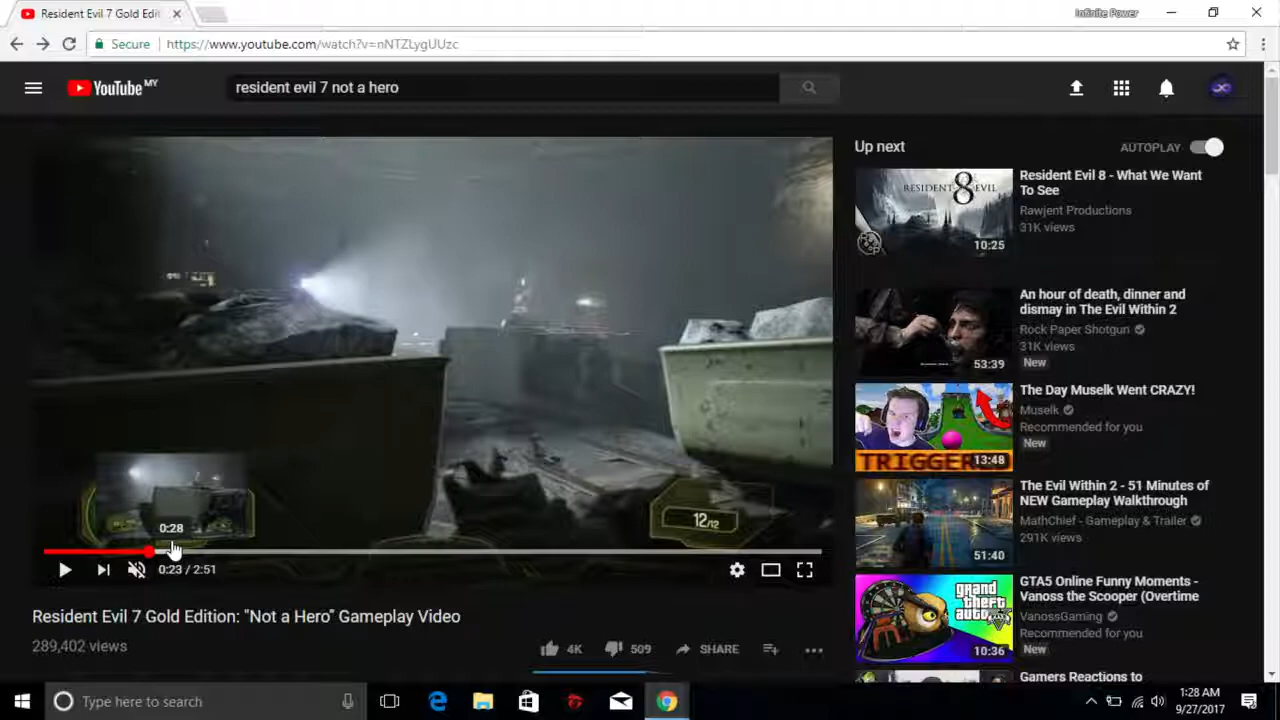 Resident Evil 7 Gold Edit
Infinite Power
Secure
https://www.youtube.com/watch?v=nNTZLygUUzc
YouTube MY
resident evil 7 not a hero
12/12
0:28
0:23 / 2:51
Resident Evil 7 Gold Edition: "Not Hero" Gameplay Video
289,402 views
4K
509
SHARE
Up next
AUTOPLAY
RESIDENT EVIL
8
10:25
Resident Evil 8 - What We Want
To See
Rawjent Productions
31K views
53:39
An hour of death, dinner and
dismay in The Evil Within 2
Rock Paper Shotgun
31K views
New
TRIGGERED
13:48
The Day Muselk Went CRAZY!
Muselk
Recommended for you
New
51:40
The Evil Within 2 - 51 Minutes of
NEW Gameplay Walkthrough
MathChief - Gameplay & Trailer
291K views
grand
theft
auto
10:36
GTA5 Online Funny Moments -
Vanoss the Scooper (Overtime
VanossGaming
Recommended for you
New
Gamers Reactions to
Type here to search
1:28 AM
9/27/2017